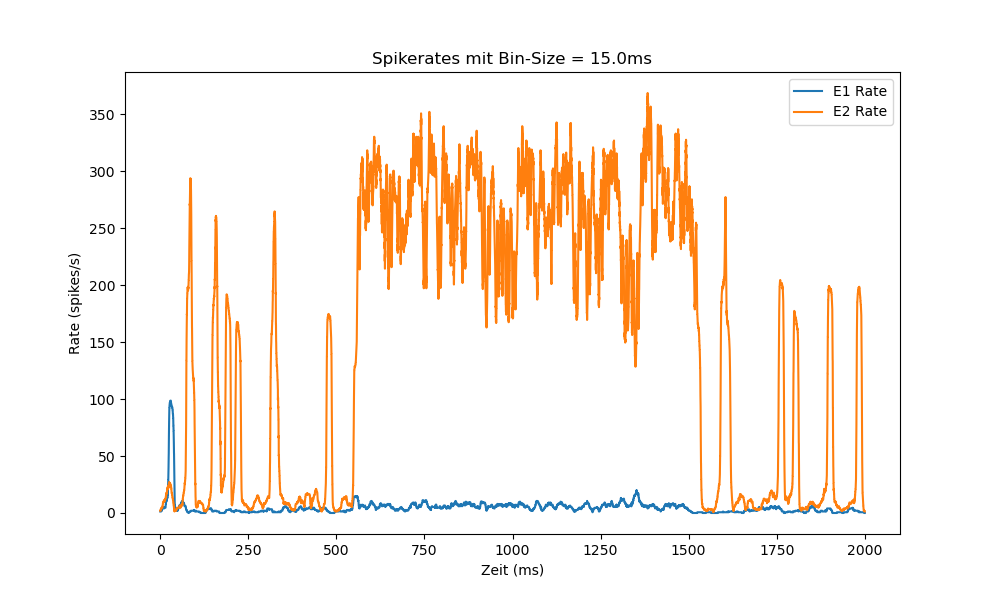 Spikerates mit Bin-Size = 15.0ms
E1 Rate
E2 Rate
Rate (spikes/s)
350
300
250
200
150
100
50
0
0 250 500 750 1000 1250 1500 1750 2000
Zeit (ms)